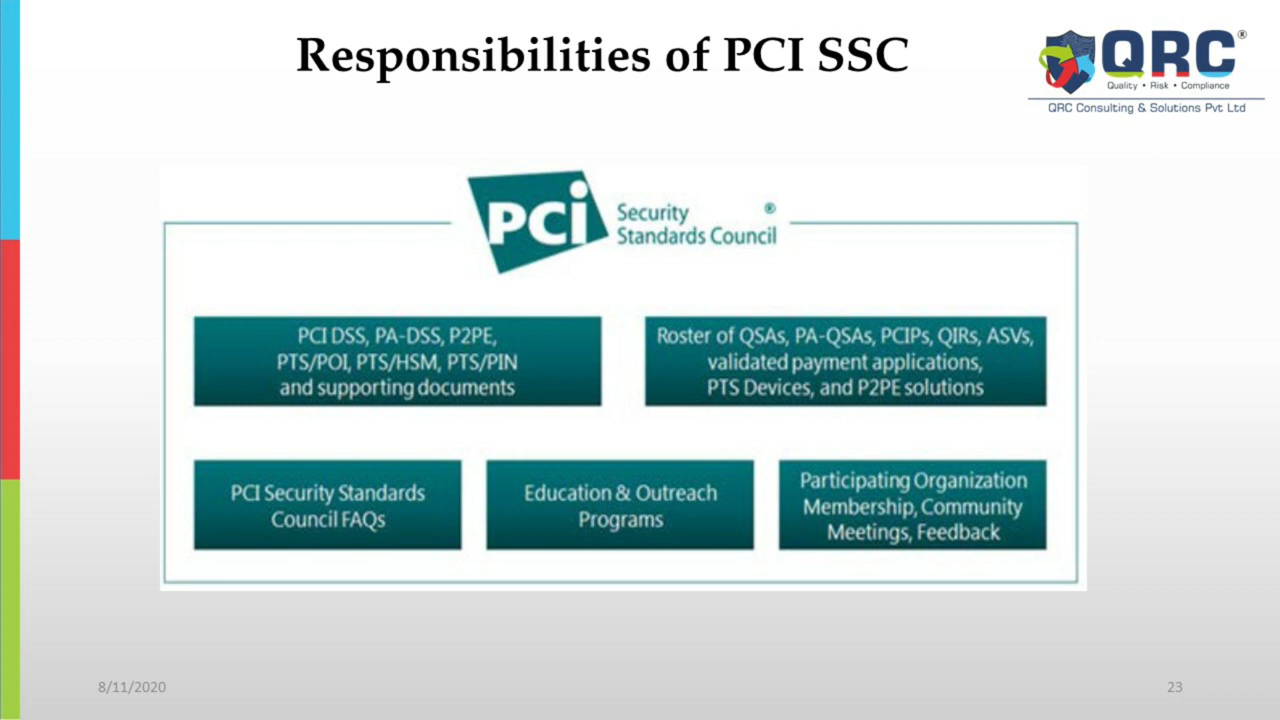 Responsibilities of PCI SSC
QRC®
Quality • Risk • Compliance
QRC Consulting & Solutions Pvt Ltd
PCi
Security ®
Standards Council
PCI DSS, PA-DSS, P2PE,
PTS/POI, PTS/HSM, PTS/PIN
and supporting documents
Roster of QSAs, PA-QSAs, PCIPs, QIRs, ASVs,
validated payment applications,
PTS Devices, and P2PE solutions
PCI Security Standards
Council FAQs
Education & Outreach
Programs
Participating Organization
Membership, Community
Meetings, Feedback
8/11/2020
23